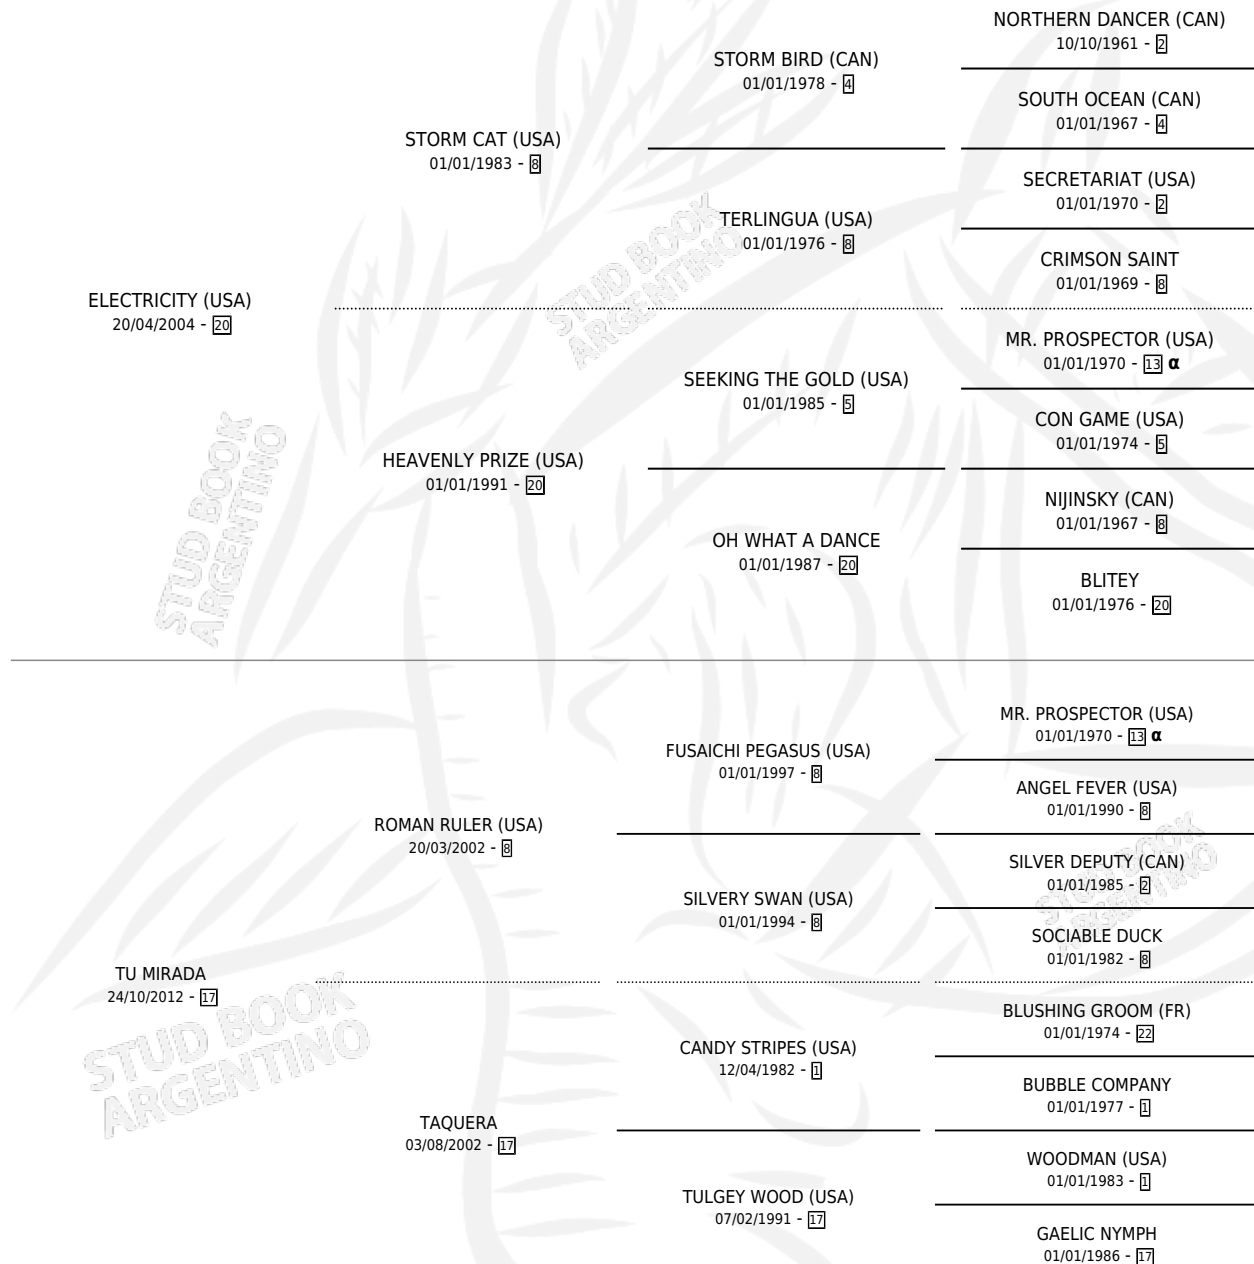 NORTHERN DANCER (CAN)
10/10/1961 - 2
STORM BIRD (CAN)
01/01/1978 - 4
SOUTH OCEAN (CAN)
01/01/1967 - 4
STORM CAT (USA)
01/01/1983 - 8
SECRETARIAT (USA)
01/01/1970 - 2
TERLINGUA (USA)
01/01/1976 - 8
CRIMSON SAINT
01/01/1969 - 8
ELECTRICITY (USA)
20/04/2004 - 20
MR. PROSPECTOR (USA)
01/01/1970 - 13 α
SEEKING THE GOLD (USA)
01/01/1985 - 5
CON GAME (USA)
01/01/1974 - 5
HEAVENLY PRIZE (USA)
01/01/1991 - 20
NIJINSKY (CAN)
01/01/1967 - 8
OH WHAT A DANCE
01/01/1987 - 20
BLITEY
01/01/1976 - 20
MR. PROSPECTOR (USA)
01/01/1970 - 13 α
FUSAICHI PEGASUS (USA)
01/01/1997 - 8
ANGEL FEVER (USA)
01/01/1990 - 8
ROMAN RULER (USA)
20/03/2002 - 8
SILVER DEPUTY (CAN)
01/01/1985 - 2
SILVERY SWAN (USA)
01/01/1994 - 8
SOCIABLE DUCK
01/01/1982 - 8
TU MIRADA
24/10/2012 - 17
BLUSHING GROOM (FR)
01/01/1974 - 22
CANDY STRIPES (USA)
12/04/1982 - 1
BUBBLE COMPANY
01/01/1977 - 1
TAQUERA
03/08/2002 - 17
WOODMAN (USA)
01/01/1983 - 1
TULGEY WOOD (USA)
07/02/1991 - 17
GAELIC NYMPH
01/01/1986 - 17
STUD BOOK
ARGENTINO
STUD BOOK
ARGENTINO
STUD BOOK
ARGENTINO
STUD BOOK
ARGENTINO